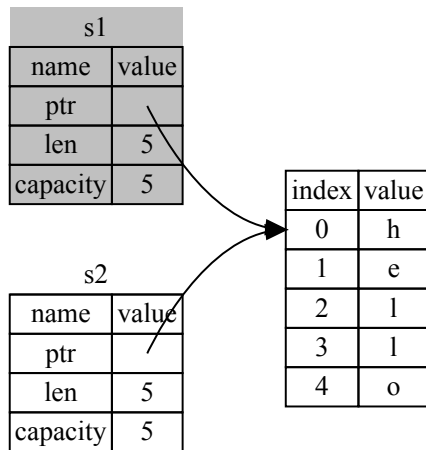 s1
name value
ptr
len 5
capacity 5
s2
name value
ptr
len 5
capacity 5
index value
0 h
1 e
2 l
3 l
4 o